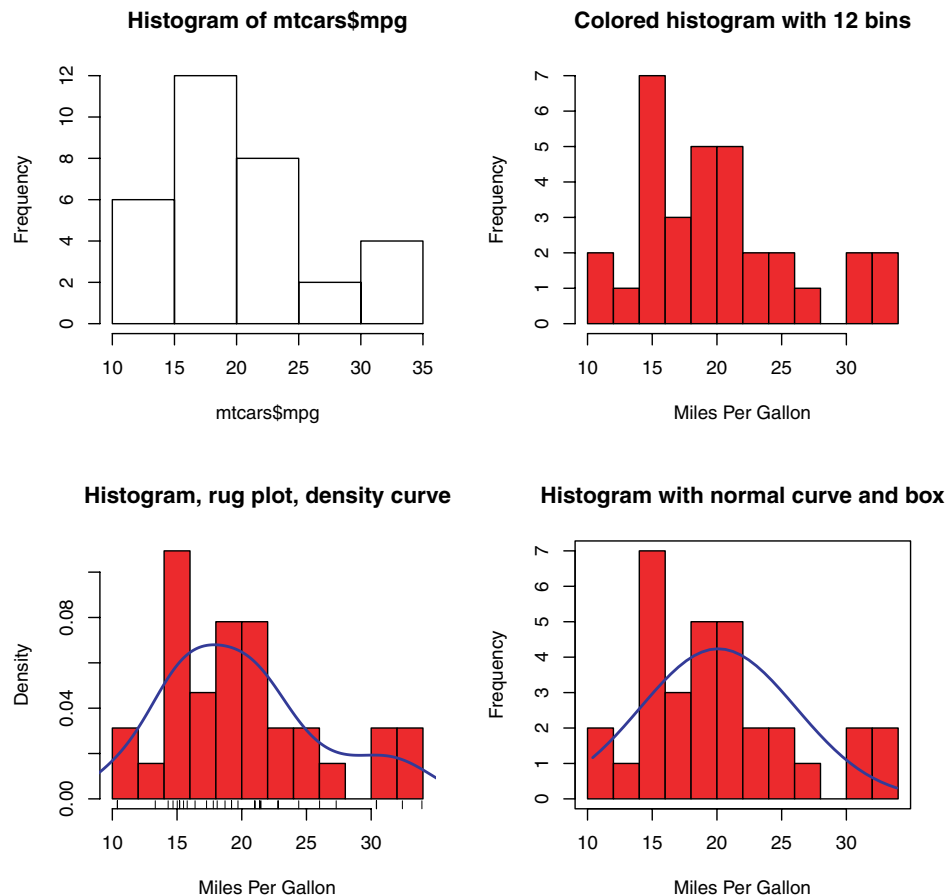 Histogram of mtcars$mpg
Frequency
0
2
4
6
8
10
12
10 15 20 25 30 35
mtcars$mpg
Colored histogram with 12 bins
Frequency
0
1
2
3
4
5
6
7
10 15 20 25 30
Miles Per Gallon
Histogram, rug plot, density curve
Density
0.00
0.04
0.08
10 15 20 25 30
Miles Per Gallon
Histogram with normal curve and box
Frequency
0
1
2
3
4
5
6
7
10 15 20 25 30
Miles Per Gallon